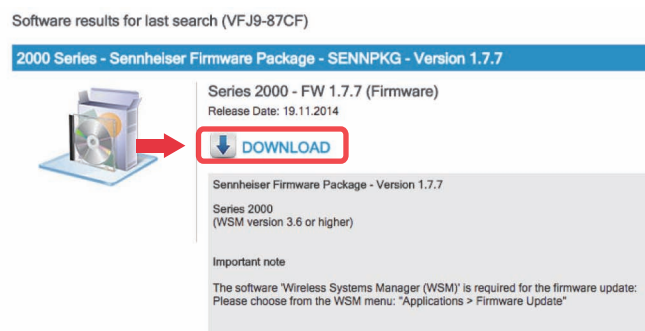 Software results for last search (VFJ9-87CF)
2000 Series - Sennheiser Firmware Package - SENNPKG - Version 1.7.7
Series 2000 - FW 1.7.7 (Firmware)
Release Date: 19.11.2014
DOWNLOAD
Sennheiser Firmware Package - Version 1.7.7
Series 2000
(WSM version 3.6 or higher)
Important note
The software 'Wireless Systems Manager (WSM)' is required for the firmware update:
Please choose from the WSM menu: "Applications > Firmware Update"